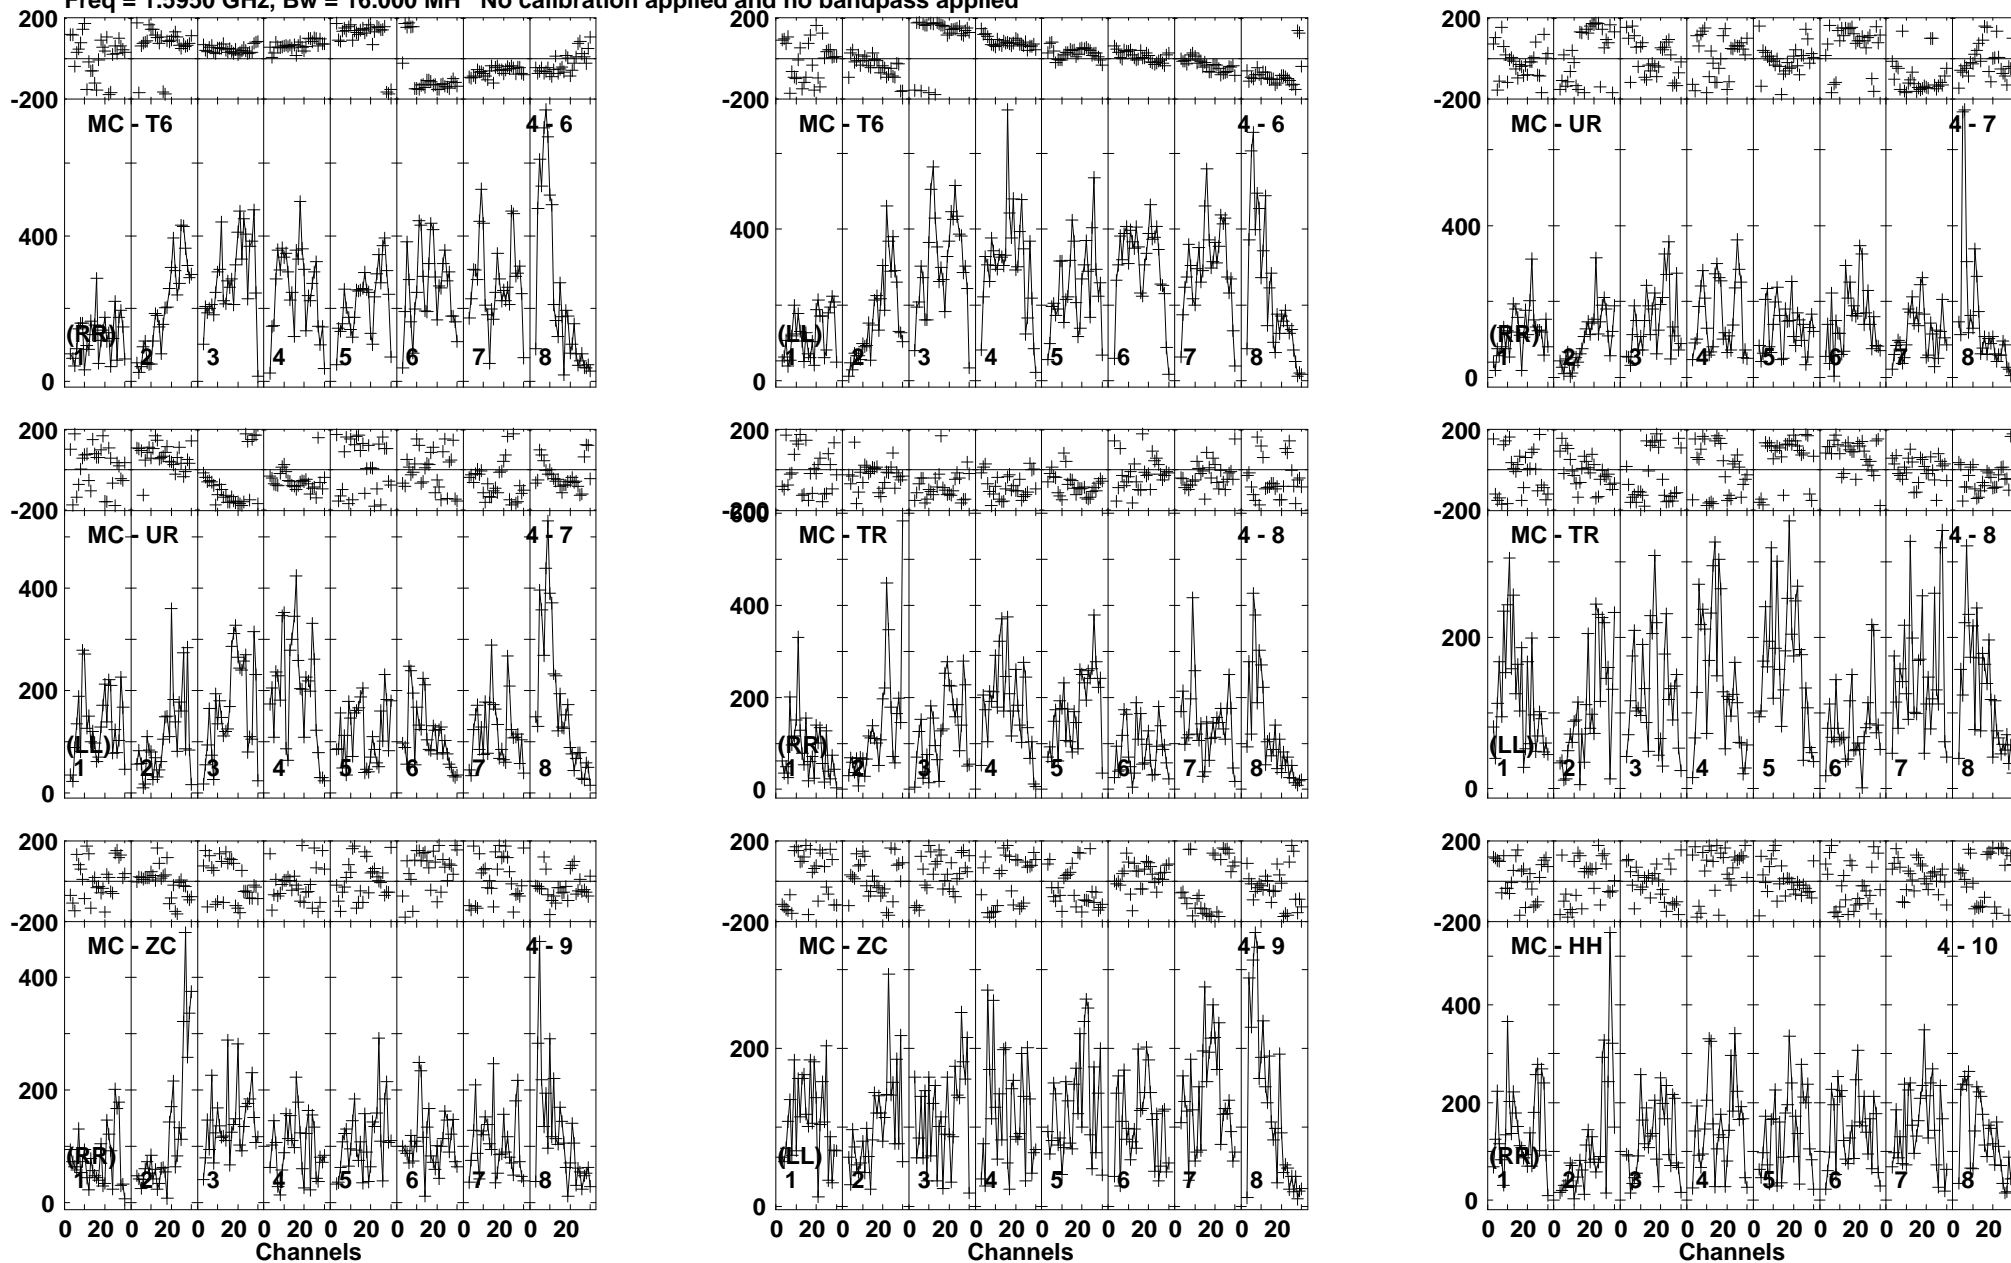 Freq = 1.5950 GHz, Bw = 16.000 MH No calibration applied and no bandpass applied
200 200 200
-200 -200 -200
MC - T6 4 - 6 MC - T6 4 - 6 MC - UR 4 - 7
400 400 400
(RR) (LL) (RR)
1 2 3 4 5 6 7 8 1 2 3 4 5 6 7 8 1 2 3 4 5 6 7 8
0 0 0
200 200 200
-200 -200 -200
600
MC - UR 4 - 7 MC - TR 4 - 8 MC - TR 4 - 8
400 400
200 200 200
(LL) (RR) (LL)
1 2 3 4 5 6 7 8 1 2 3 4 5 6 7 8 1 2 3 4 5 6 7 8
0 0 0
200 200 200
-200 -200 -200
MC - ZC 4 - 9 MC - ZC 4 - 9 MC - HH 4 - 10
400 400
200 200 200
(RR) (LL) (RR)
1 2 3 4 5 6 7 8 1 2 3 4 5 6 7 8 1 2 3 4 5 6 7 8
0 0 0
0 20 0 20 0 20 0 20 0 20 0 20 0 20 0 20 0 20 0 20 0 20 0 20 0 20 0 20 0 20 0 20 0 20 0 20 0 20 0 20 0 20 0 20 0 20 0 20
Channels Channels Channels